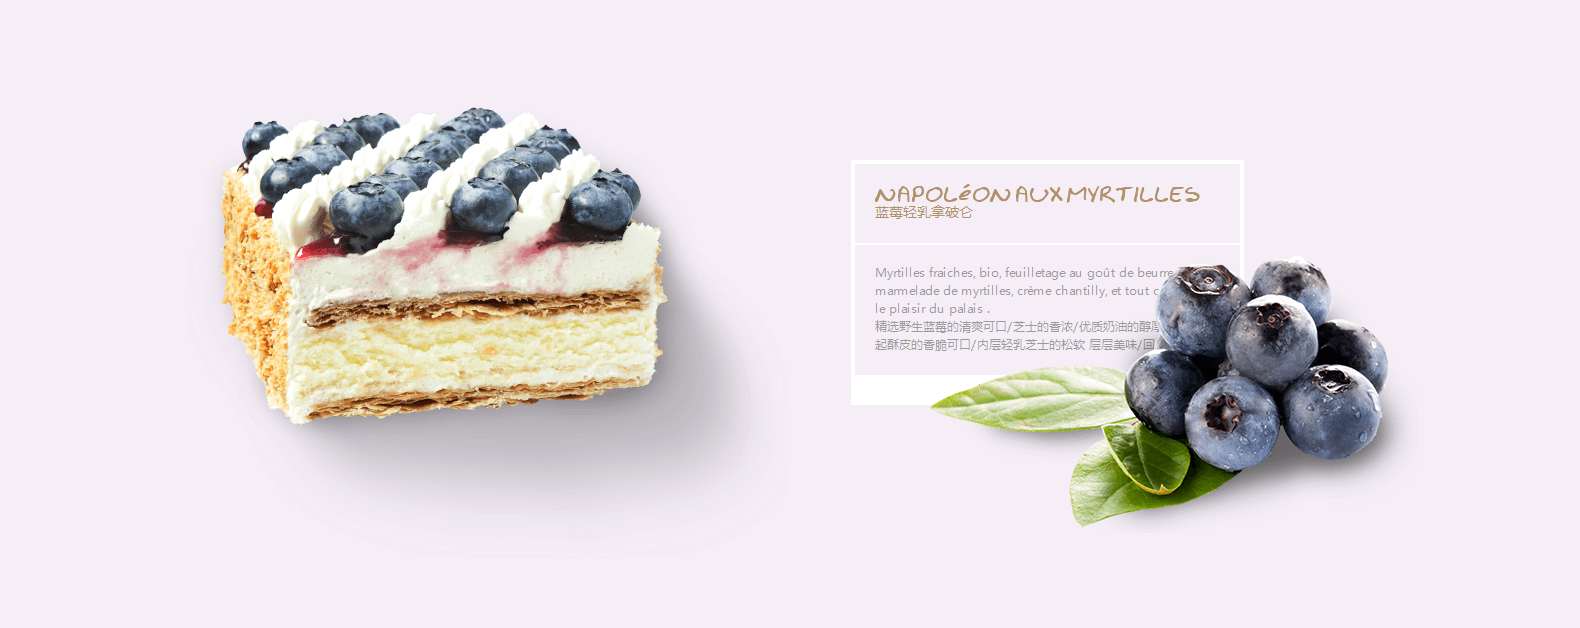 NAPOLéON AUX MYRTILLES
蓝莓轻乳拿破仑
Myrtilles fraiches, bio, feuilletage au goût de beurre
marmelade de myrtilles, crème chantilly, et tout
le plaisir du palais .
精选野生蓝莓的清爽可口/芝士的香浓/优质奶油的醇
起酥皮的香脆可口/内层轻乳芝士的松软 层层美味/回